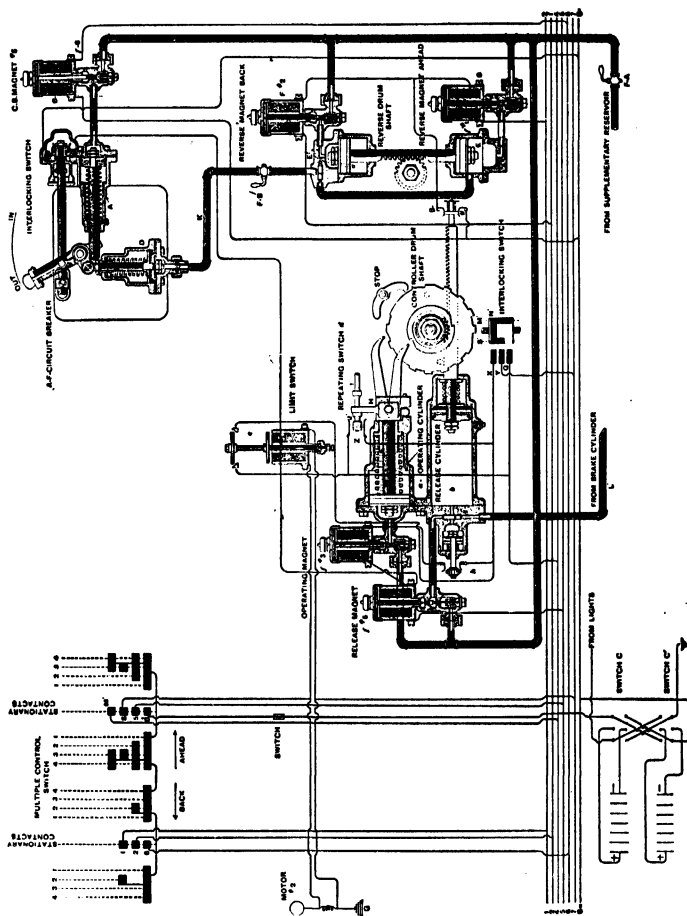 C.B. MAGNET
INTERLOCKING SWITCH
OUT
IN
A-F-CIRCUIT BREAKER
REVERSE MAGNET BACK
REVERSE DRUM
SHAFT
REVERSE MAGNET AHEAD
F-B
K
FROM SUPPLEMENTARY RESERVOIR
F-A
LIMIT SWITCH
REPEATING SWITCH d
STOP
CONTROLLER DRUM
SHAFT
INTERLOCKING SWITCH
a - OPERATING CYLINDER
RELEASE CYLINDER
OPERATING MAGNET
RELEASE MAGNET
FROM BRAKE CYLINDER
MULTIPLE CONTROL
SWITCH
STATIONARY
CONTACTS
STATIONARY
CONTACTS
AHEAD
BACK
SWITCH
MOTOR
G
FROM LIGHTS
SWITCH C
SWITCH C'